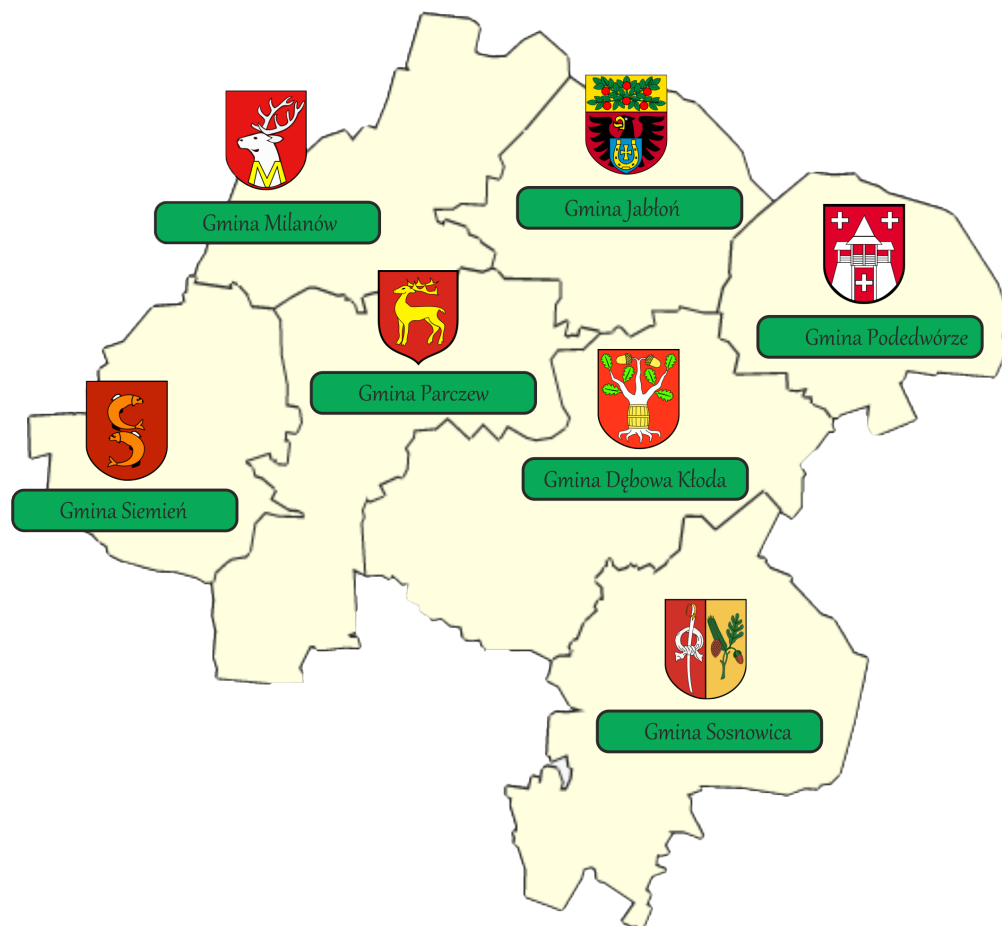 Gmina Milanów
Gmina Jabłoń
Gmina Podedwórze
Gmina Parczew
Gmina Dębowa Kłoda
Gmina Siemień
Gmina Sosnowica